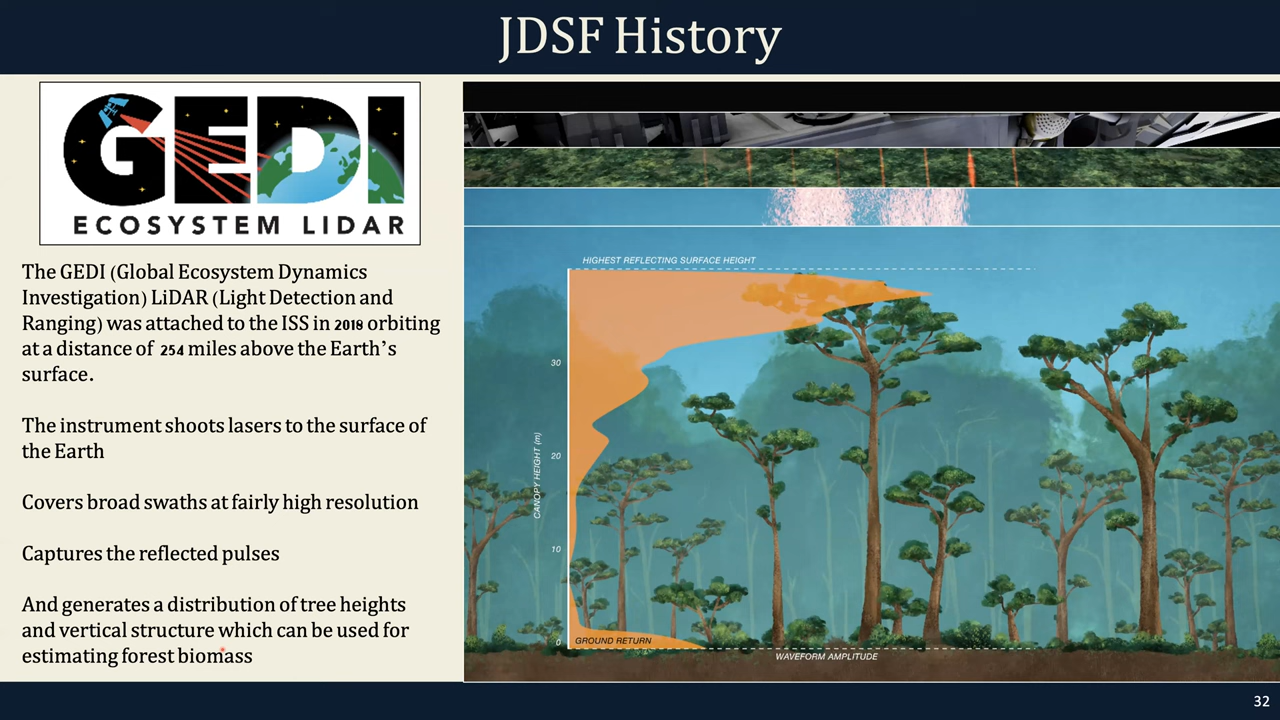 JDSF History
GEDI
ECOSYSTEM LIDAR
The GEDI (Global Ecosystem Dynamics
Investigation) LiDAR (Light Detection and
Ranging) was attached to the ISS in 2018 orbiting
at a distance of 254 miles above the Earth's
surface.
The instrument shoots lasers to the surface of
the Earth
Covers broad swaths at fairly high resolution
Captures the reflected pulses
And generates a distribution of tree heights
and vertical structure which can be used for
estimating forest biomass
HIGHEST REFLECTING SURFACE HEIGHT
30
20
CANOPY HEIGHT (m)
10
0
GROUND RETURN
WAVEFORM AMPLITUDE
32